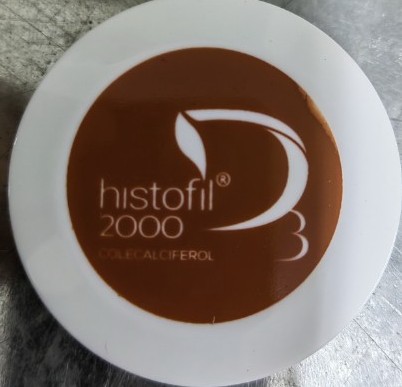 histofil®
D3
2000
COLECALCIFEROL